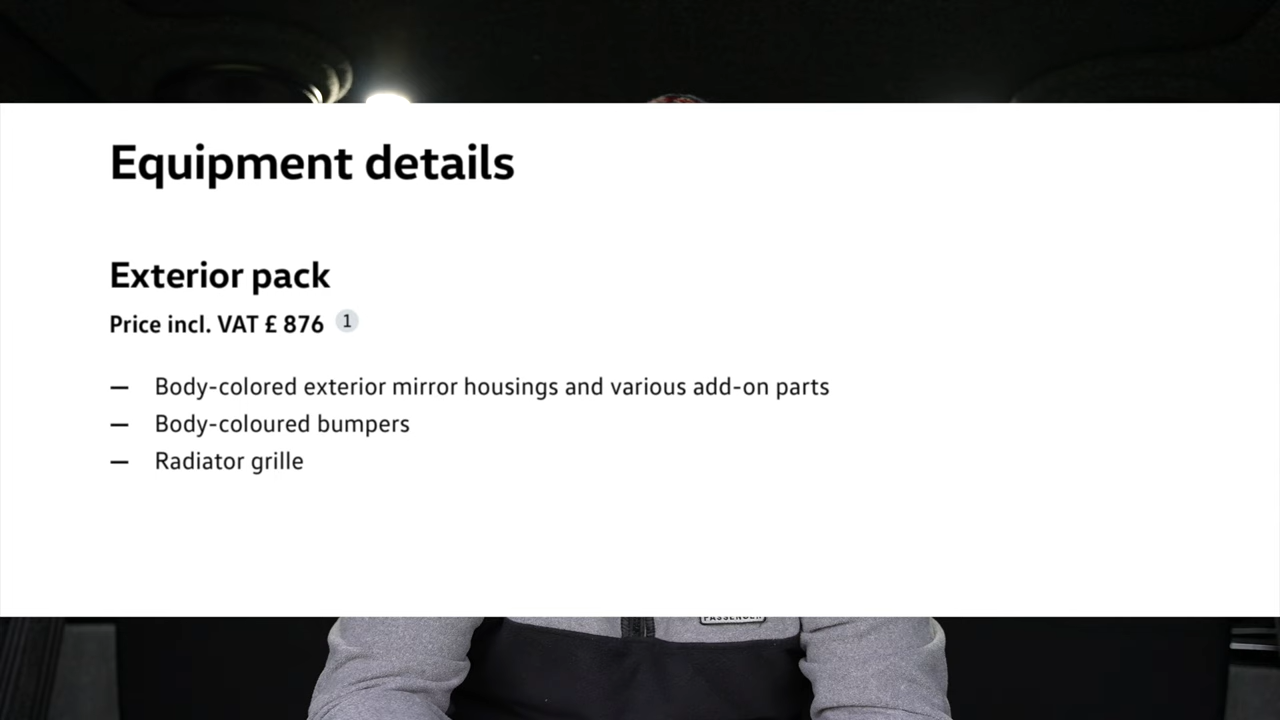 Equipment details
Exterior pack
Price incl. VAT £ 876 1
— Body-colored exterior mirror housings and various add-on parts
— Body-coloured bumpers
— Radiator grille
PASSENGER